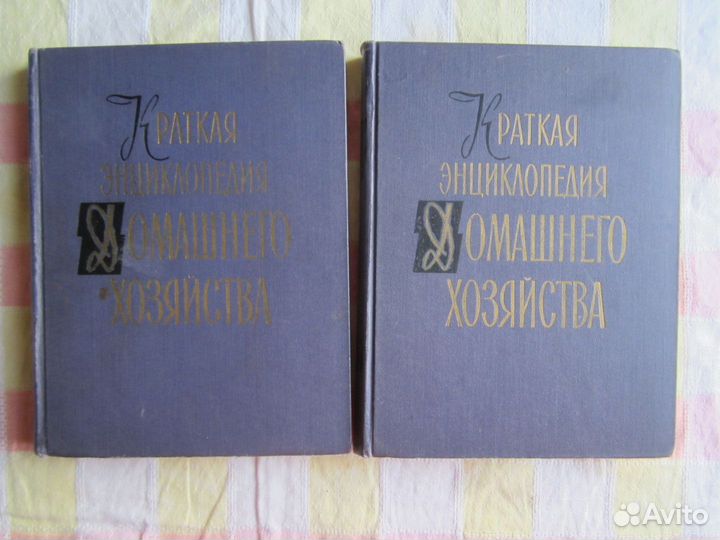 Краткая
энциклопедия
Домашнего
хозяйства
Краткая
энциклопедия
Домашнего
хозяйства
Avito